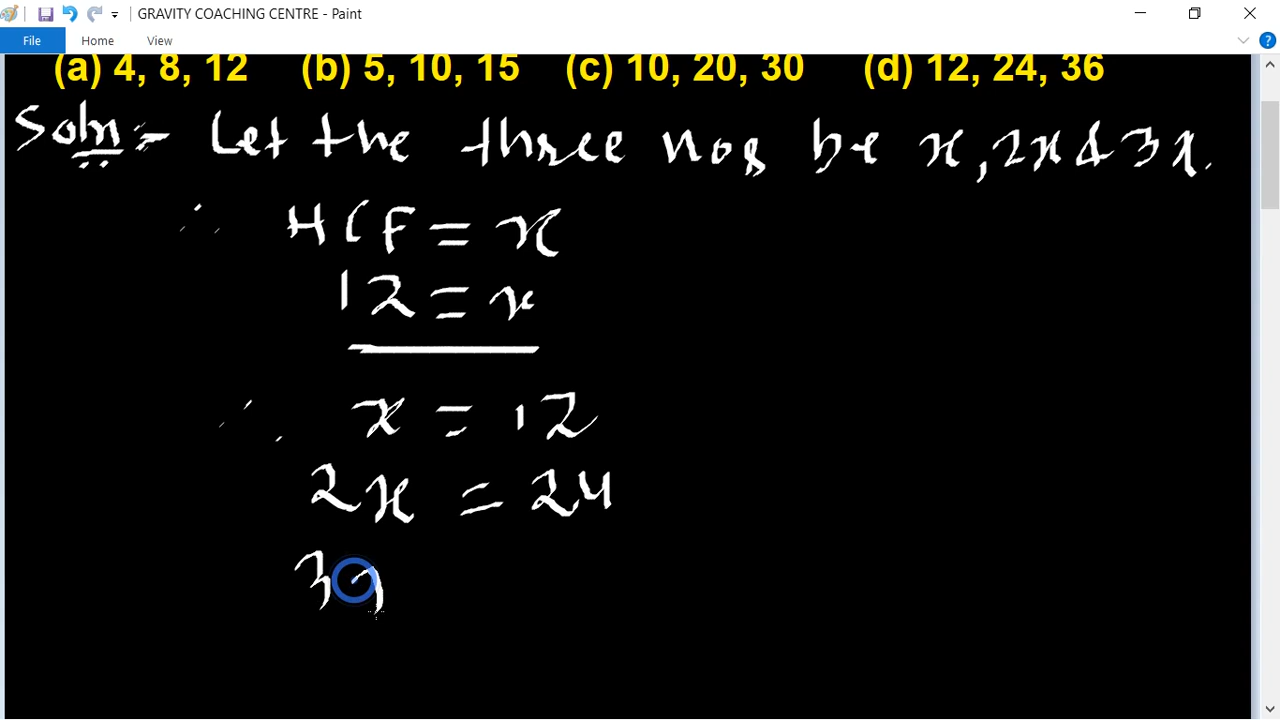 GRAVITY COACHING CENTRE - Paint
File Home View
(a) 4, 8, 12 (b) 5, 10, 15 (c) 10, 20, 30 (d) 12, 24, 36
Soln:- Let the three nos be x, 2x & 3x.
∴ HCF = x
12 = x
∴ x = 12
2x = 24
3